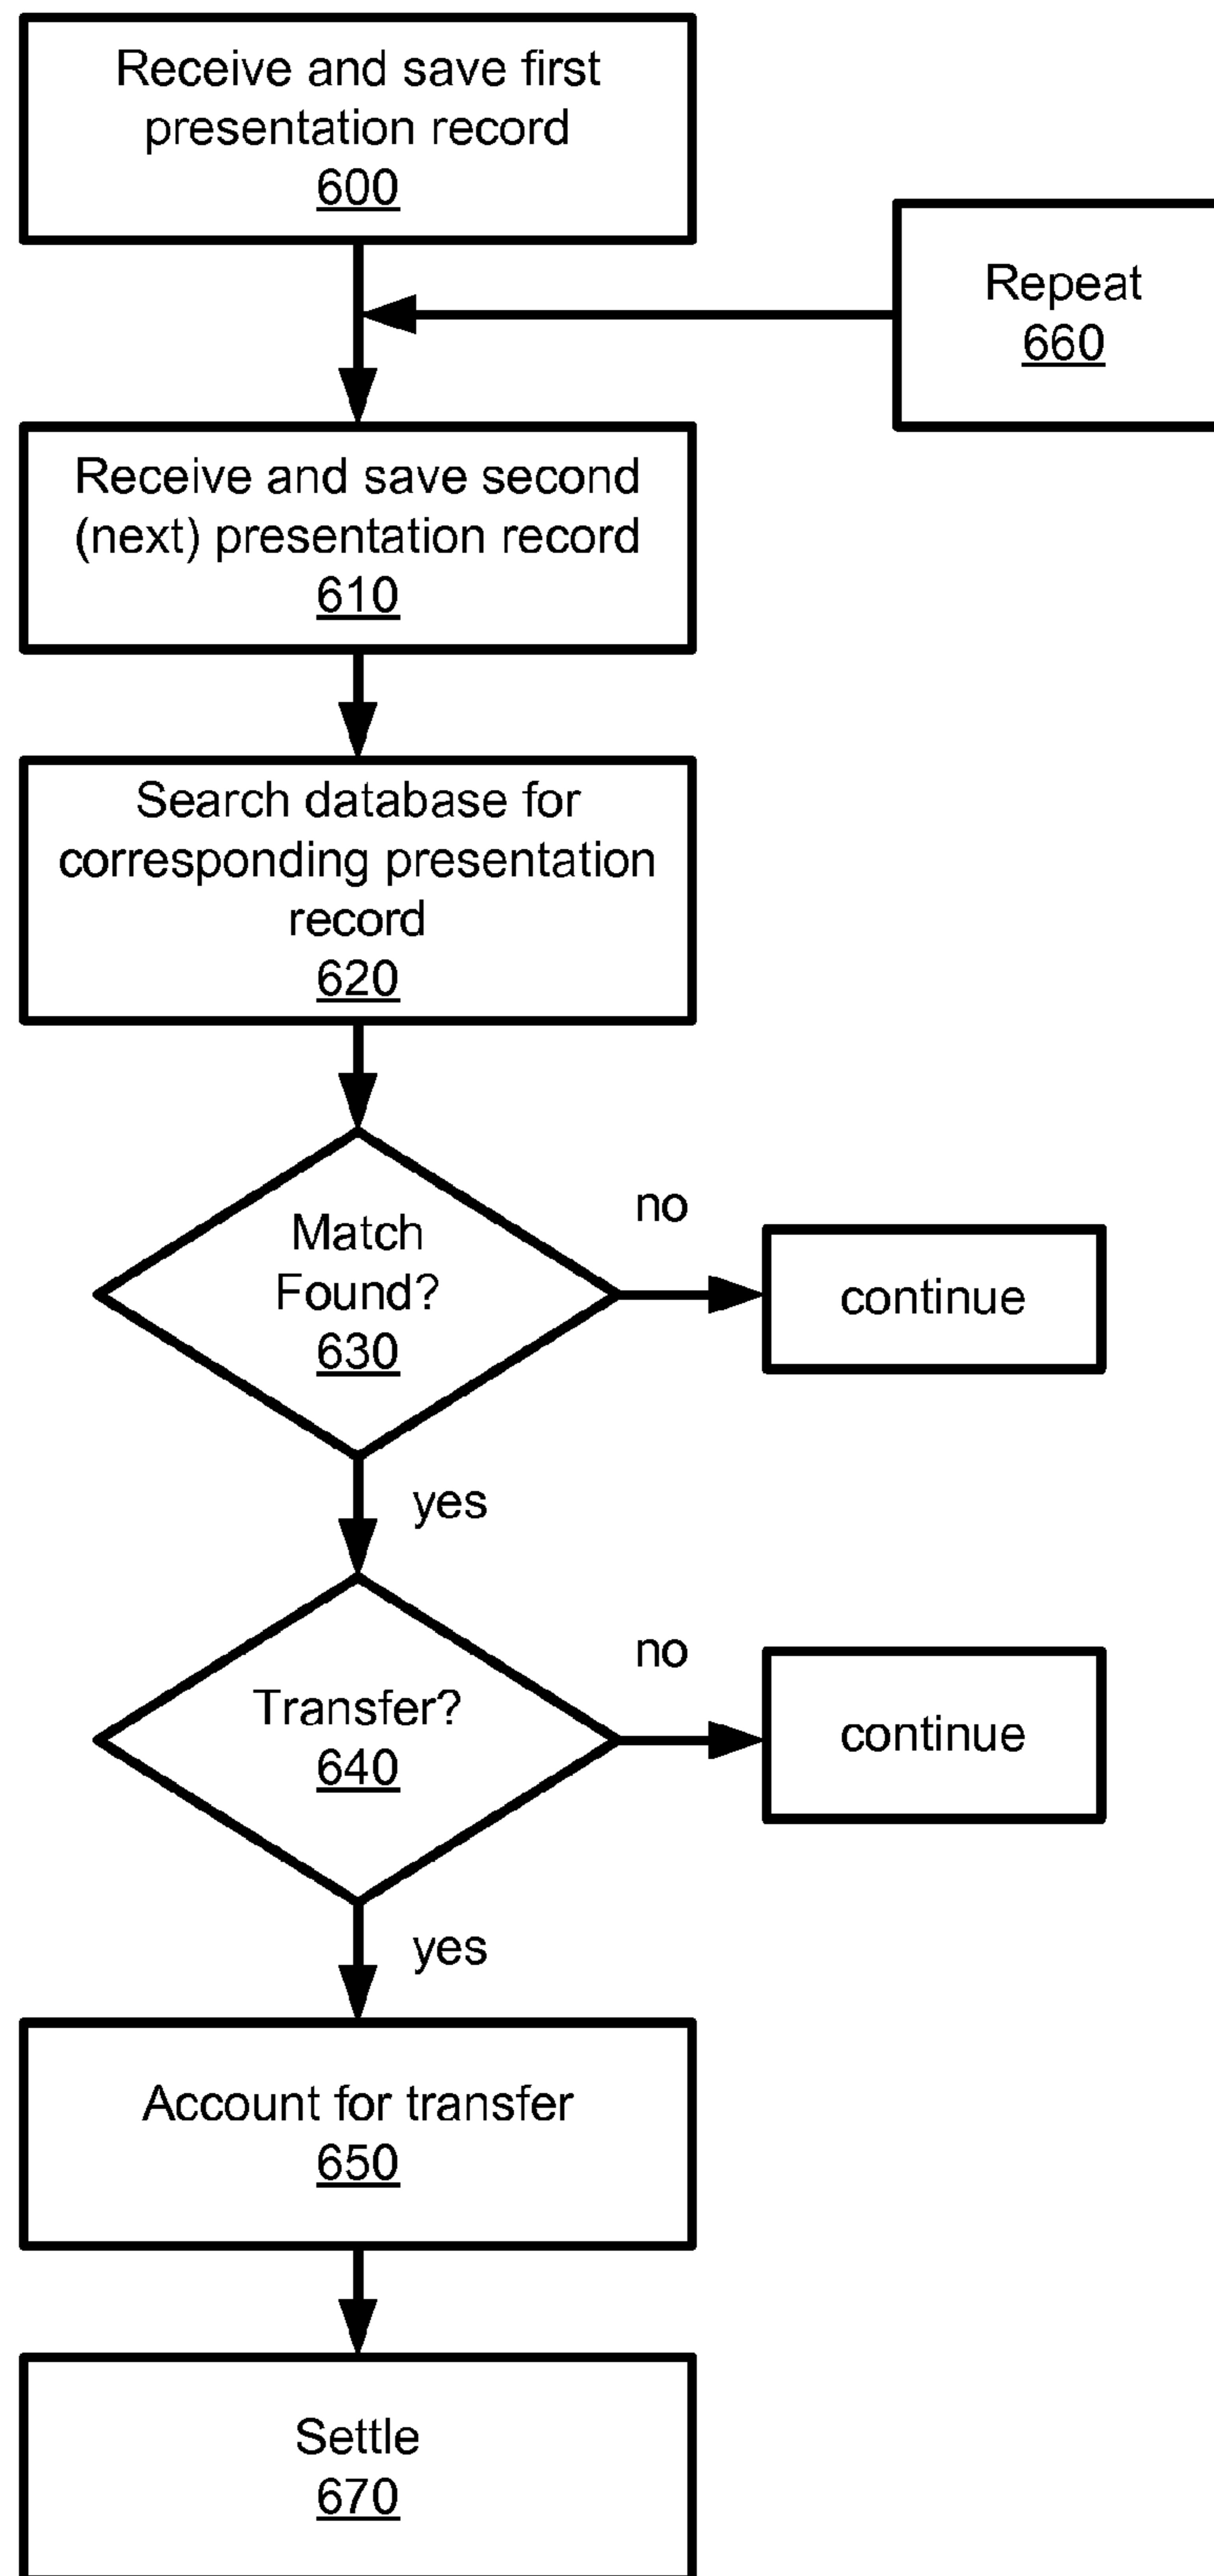 Receive and save first
presentation record
600
Repeat
660
Receive and save second
(next) presentation record
610
Search database for
corresponding presentation
record
620
Match
Found?
630
no
continue
yes
Transfer?
640
no
continue
yes
Account for transfer
650
Settle
670